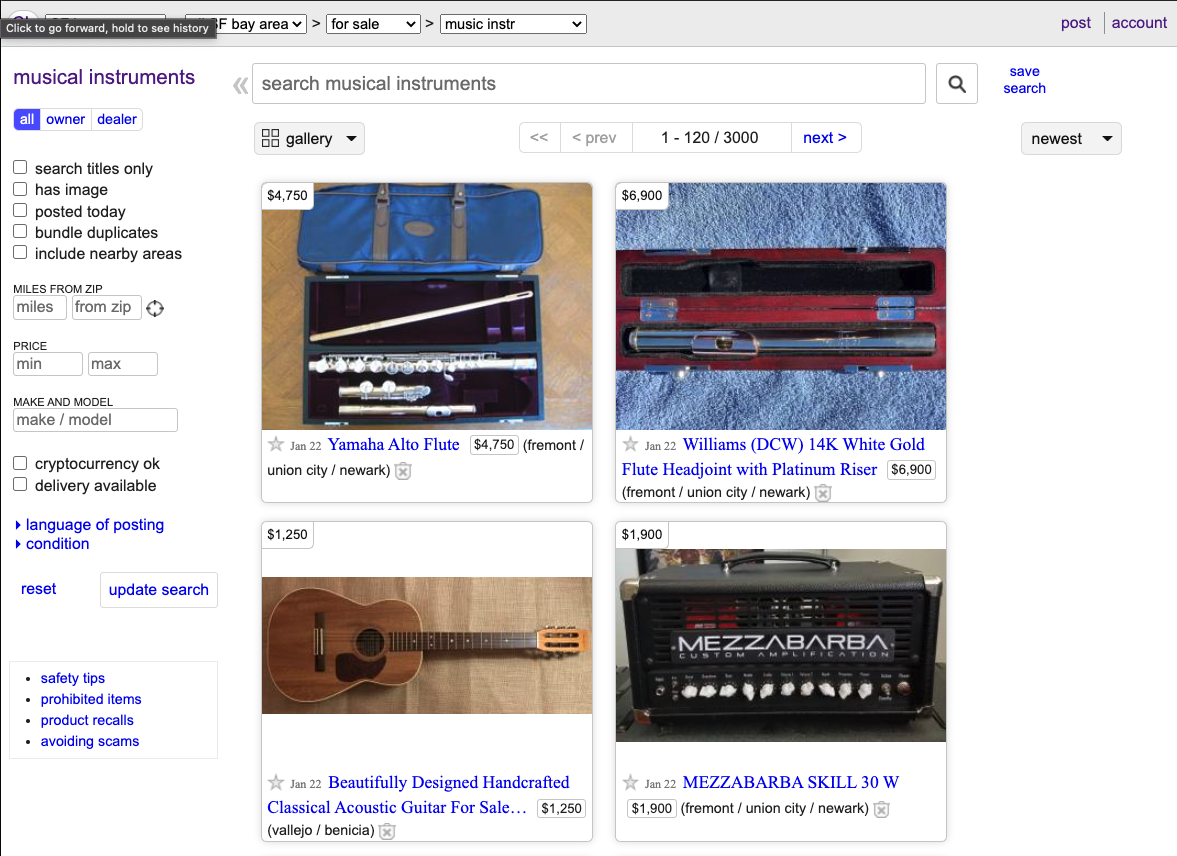 Click to go forward, hold to see history
SF bay area > for sale > music instr
post account
musical instruments
search musical instruments
save
search
all owner dealer
gallery
<< < prev 1 - 120 / 3000 next >
newest
search titles only
has image
posted today
bundle duplicates
include nearby areas
MILES FROM ZIP
miles from zip
PRICE
min max
MAKE AND MODEL
make / model
cryptocurrency ok
delivery available
language of posting
condition
reset update search
safety tips
prohibited items
product recalls
avoiding scams
$4,750
Jan 22 Yamaha Alto Flute $4,750 (fremont /
union city / newark)
$6,900
Jan 22 Williams (DCW) 14K White Gold
Flute Headjoint with Platinum Riser $6,900
(fremont / union city / newark)
$1,250
Jan 22 Beautifully Designed Handcrafted
Classical Acoustic Guitar For Sale… $1,250
(vallejo / benicia)
$1,900
MEZZABARBA
CUSTOM AMPLIFICATION
Jan 22 MEZZABARBA SKILL 30 W
$1,900 (fremont / union city / newark)